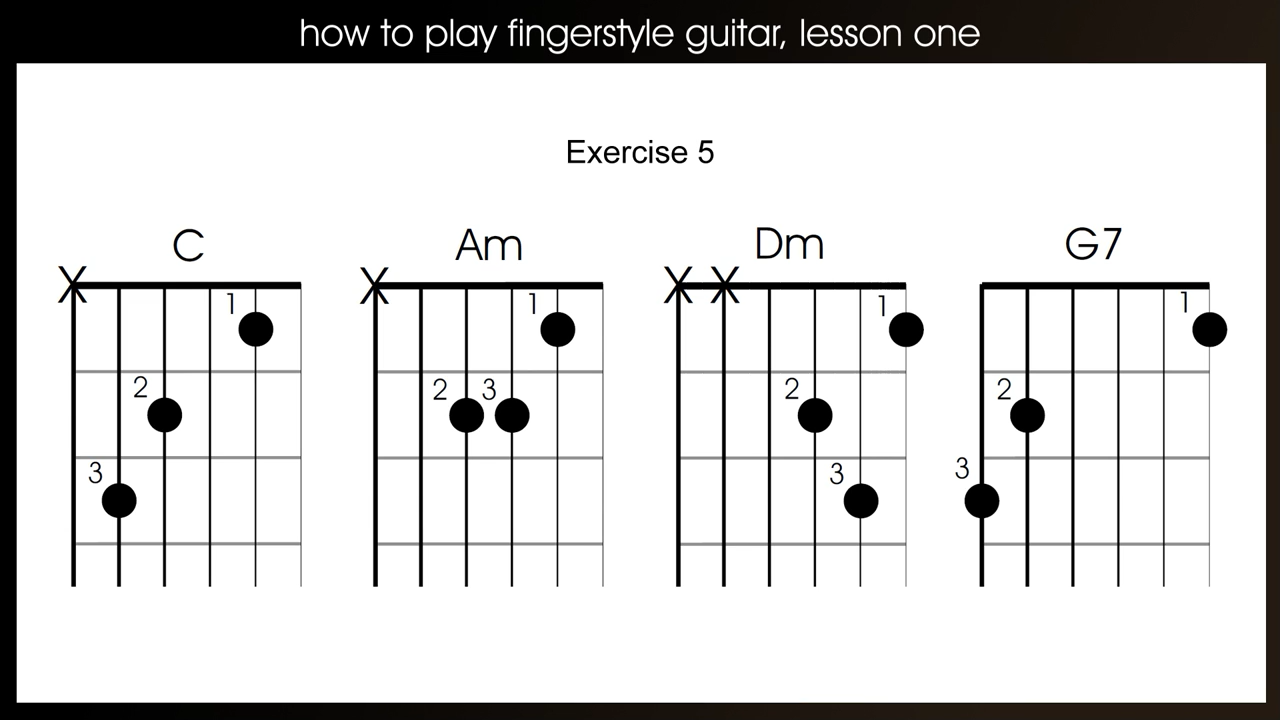 how to play fingerstyle guitar, lesson one
Exercise 5
C Am Dm G7
X X X X
1 1 1 1
2 2 3 2 2
3 3 3